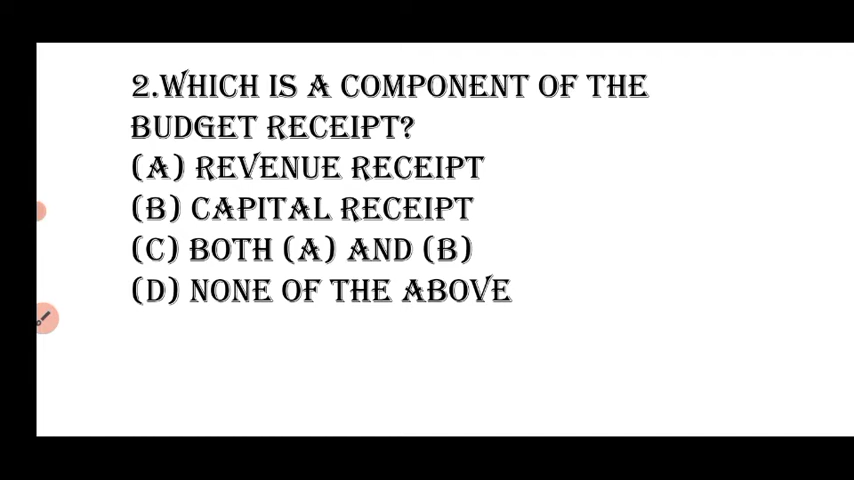 2.WHICH IS A COMPONENT OF THE
BUDGET RECEIPT?
(A) REVENUE RECEIPT
(B) CAPITAL RECEIPT
(C) BOTH (A) AND (B)
(D) NONE OF THE ABOVE